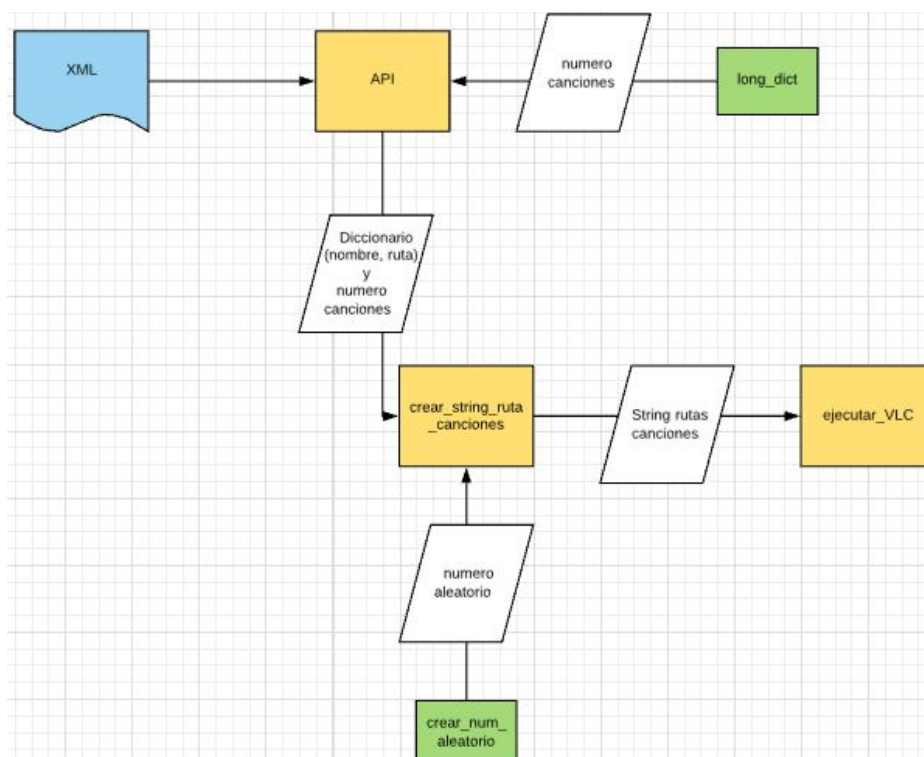 XML
API
numero
canciones
long_dict
Diccionario
(nombre, ruta)
y
numero
canciones
crear_string_ruta
_canciones
String rutas
canciones
ejecutar_VLC
numero
aleatorio
crear_num_
aleatorio